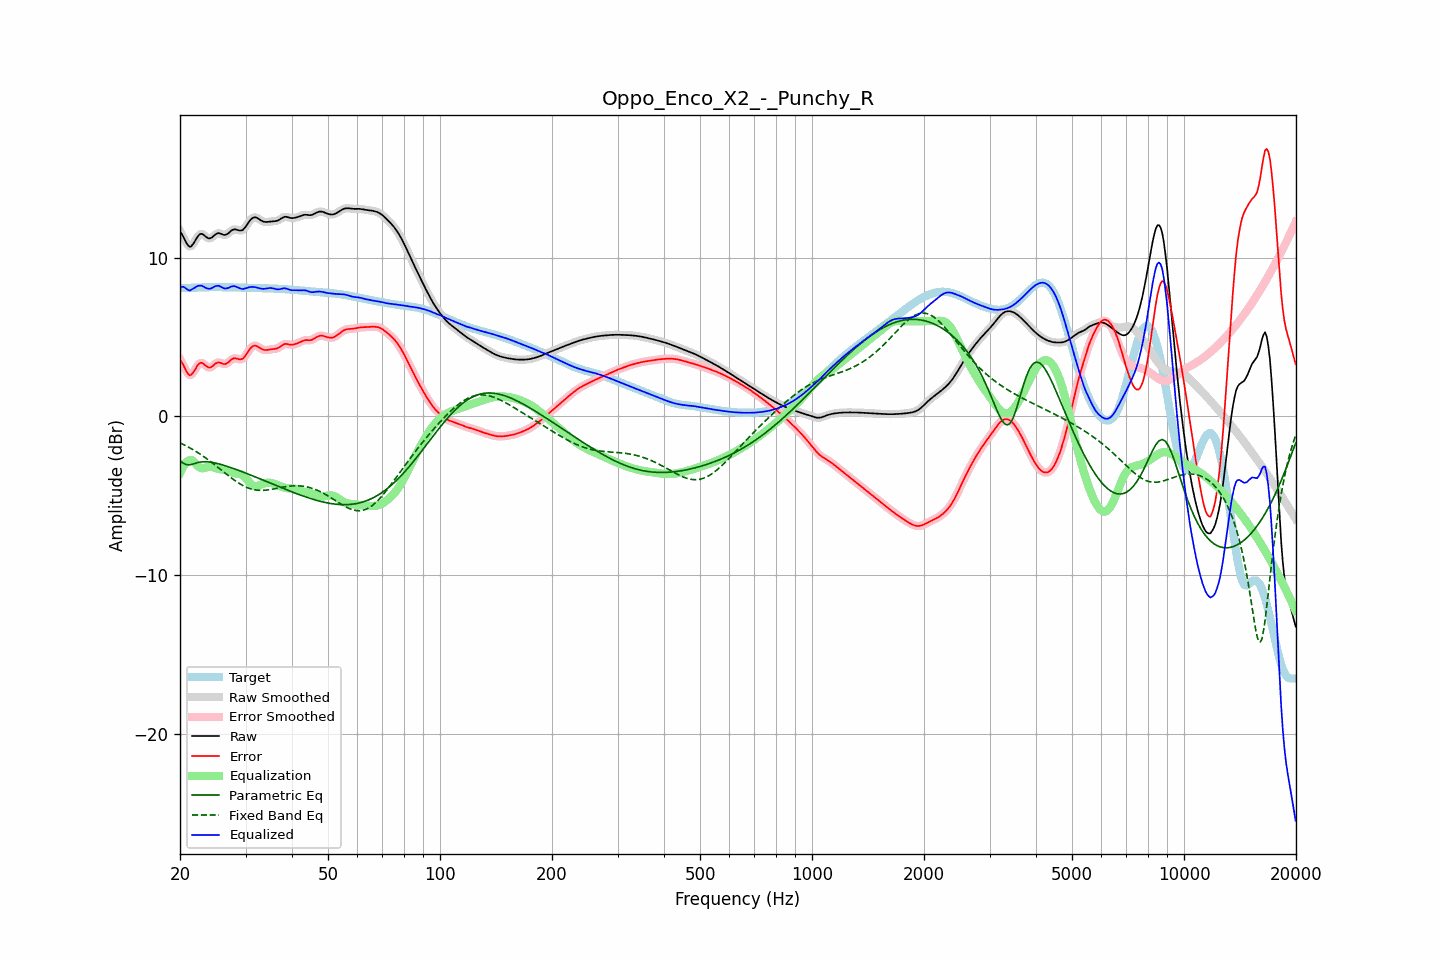 Oppo_Enco_X2_-_Punchy_R
Amplitude (dBr)
10
0
−10
−20
Target
Raw Smoothed
Error Smoothed
Raw
Error
Equalization
Parametric Eq
Fixed Band Eq
Equalized
20 50 100 200 500 1000 2000 5000 10000 20000
Frequency (Hz)